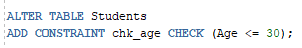 ALTER TABLE Students
ADD CONSTRAINT chk_age CHECK (Age <= 30);